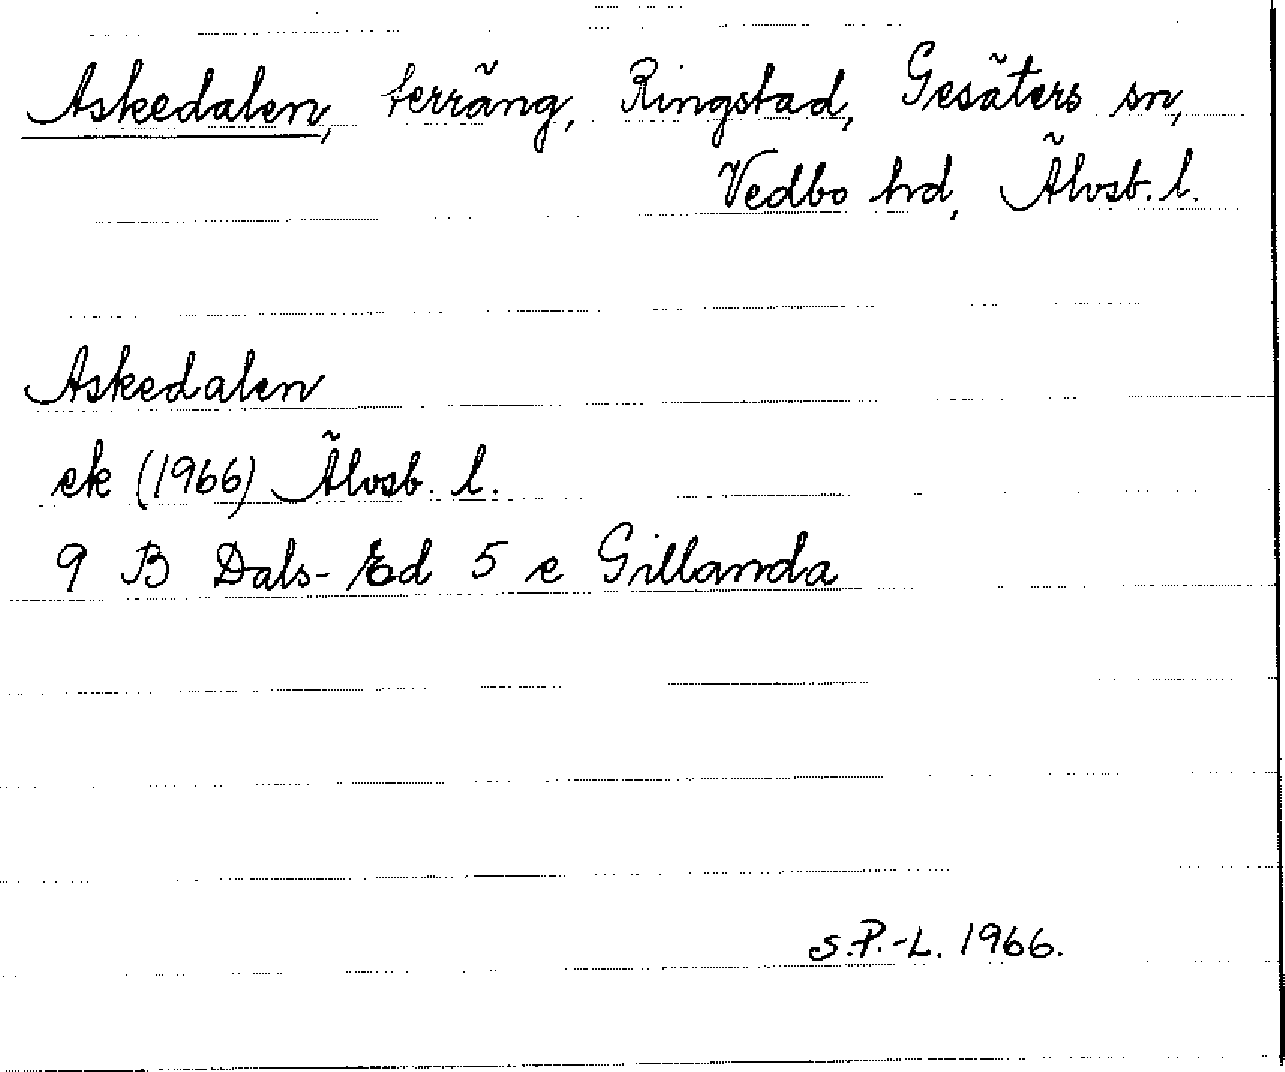 Askedalen, terräng, Ringstad, Gesäters sn,
Vedbo hd, Älvsb. l.
Askedalen
ek (1966) Älvsb. l.
9 B Dals-Ed 5 e Gillanda
S.P.-L. 1966.